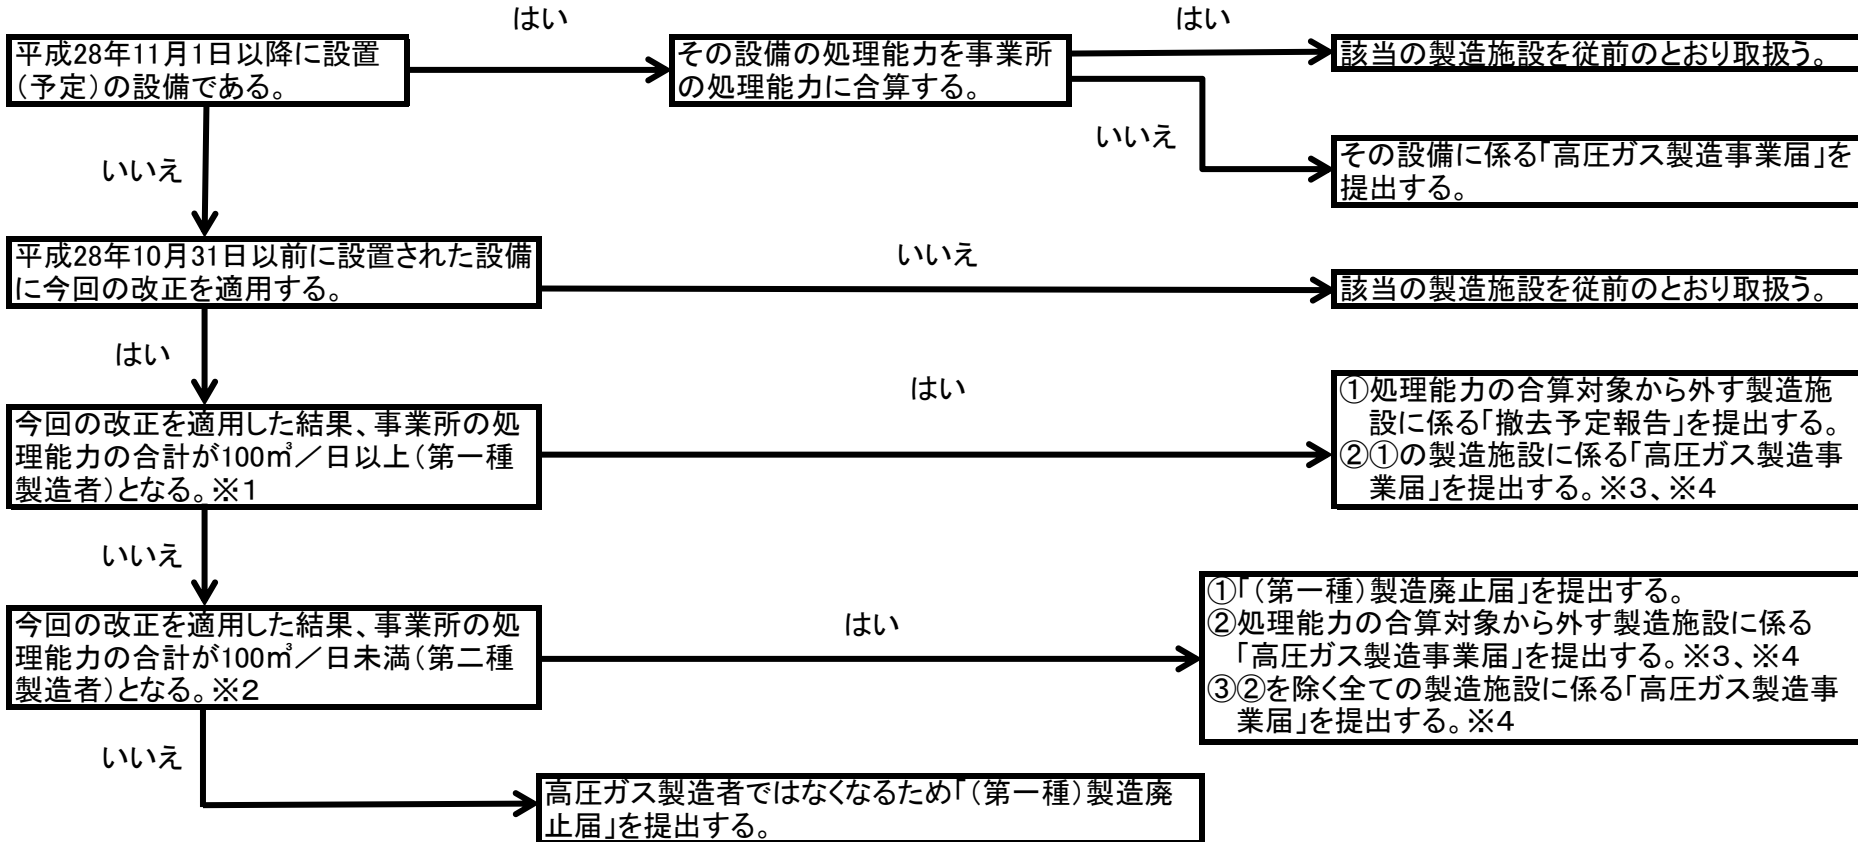 はい
はい
平成28年11月1日以降に設置
（予定）の設備である。
その設備の処理能力を事業所
の処理能力に合算する。
該当の製造施設を従前のとおり取扱う。
いいえ
いいえ
その設備に係る「高圧ガス製造事業届」を
提出する。
平成28年10月31日以前に設置された設備
に今回の改正を適用する。
いいえ
該当の製造施設を従前のとおり取扱う。
はい
はい
今回の改正を適用した結果、事業所の処
理能力の合計が100㎥／日以上（第一種
製造者）となる。※1
①処理能力の合算対象から外す製造施
設に係る「撤去予定報告」を提出する。
②①の製造施設に係る「高圧ガス製造事
業届」を提出する。※３、※４
いいえ
今回の改正を適用した結果、事業所の処
理能力の合計が100㎥／日未満（第二種
製造者）となる。※２
はい
①「（第一種）製造廃止届」を提出する。
②処理能力の合算対象から外す製造施設に係る
「高圧ガス製造事業届」を提出する。※３、※４
③②を除く全ての製造施設に係る「高圧ガス製造事
業届」を提出する。※４
いいえ
高圧ガス製造者ではなくなるため「（第一種）製造廃
止届」を提出する。